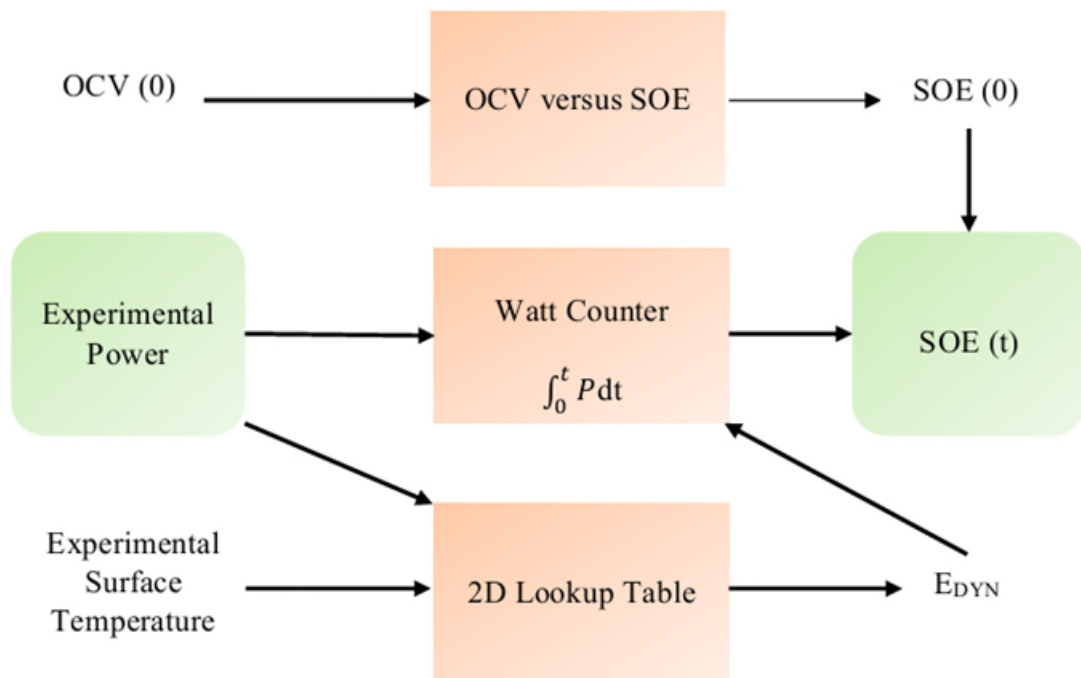 OCV (0)
OCV versus SOE
SOE (0)
Experimental
Power
Watt Counter
∫₀ᵗ Pdt
SOE (t)
Experimental
Surface
Temperature
2D Lookup Table
E_DYN